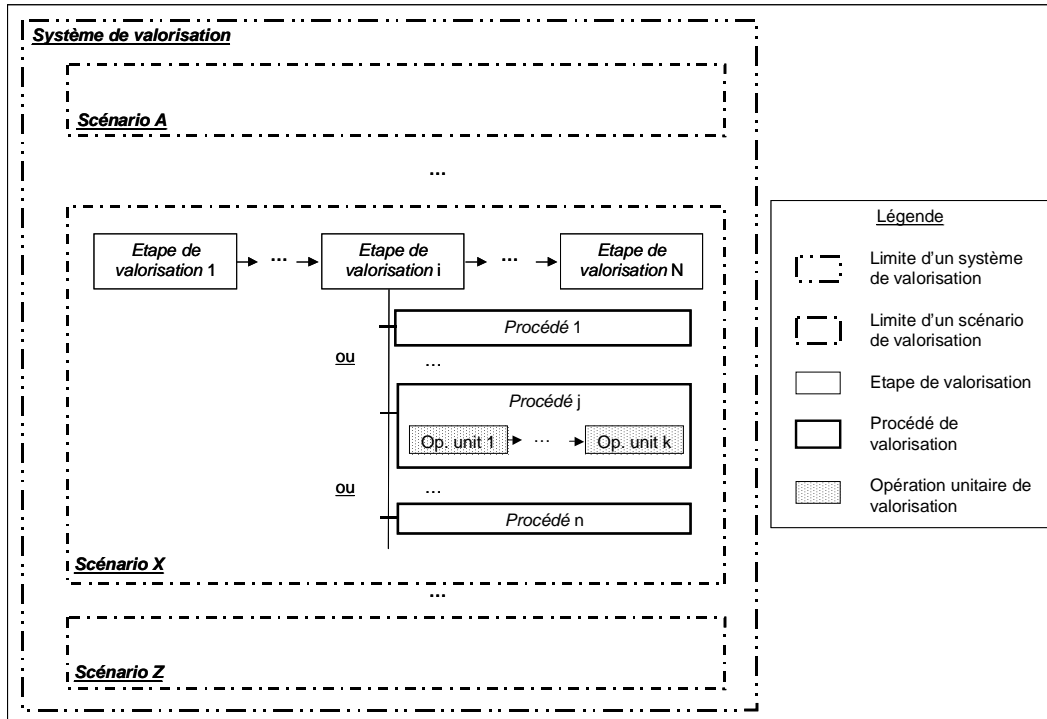 Système de valorisation
Scénario A
...
Etape de
valorisation 1
...
Etape de
valorisation i
...
Etape de
valorisation N
Procédé 1
ou
...
Procédé j
Op. unit 1
...
Op. unit k
ou
...
Procédé n
Scénario X
...
Scénario Z
Légende
Limite d'un système
de valorisation
Limite d'un scénario
de valorisation
Etape de valorisation
Procédé de
valorisation
Opération unitaire de
valorisation